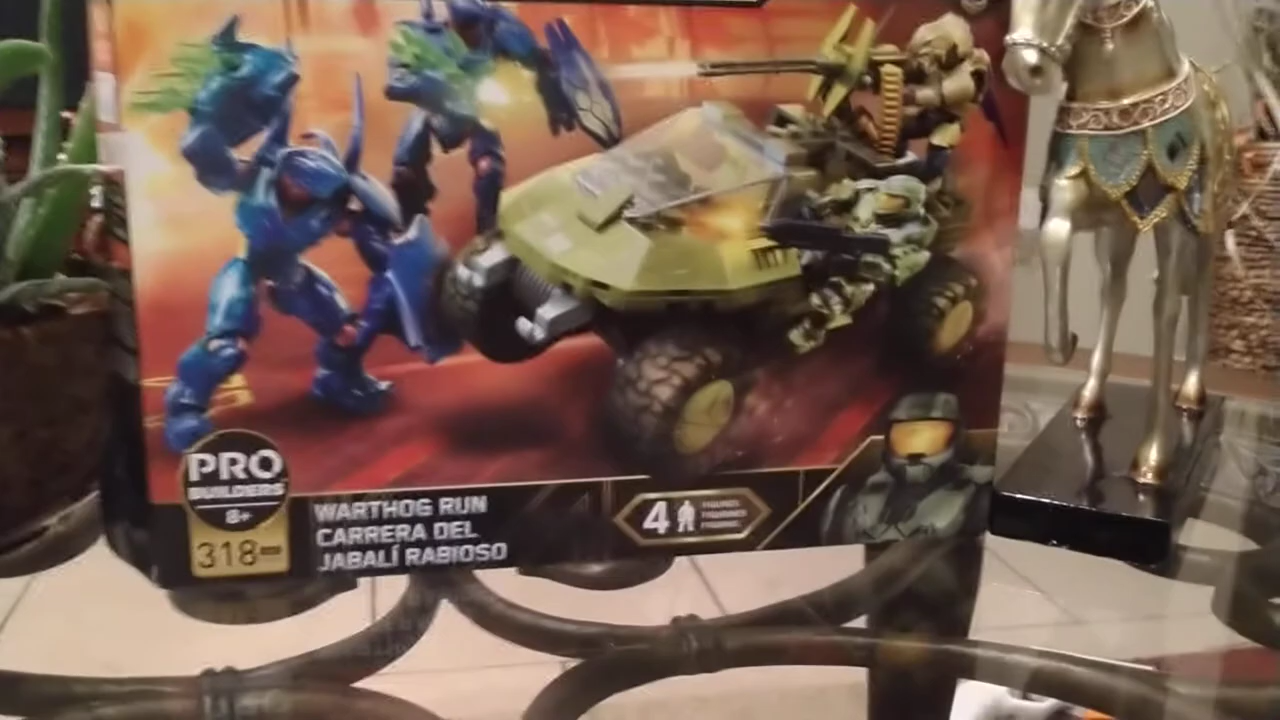 PRO
BUILDERS
8+
318
WARTHOG RUN
CARRERA DEL
JABALÍ RABIOSO
4